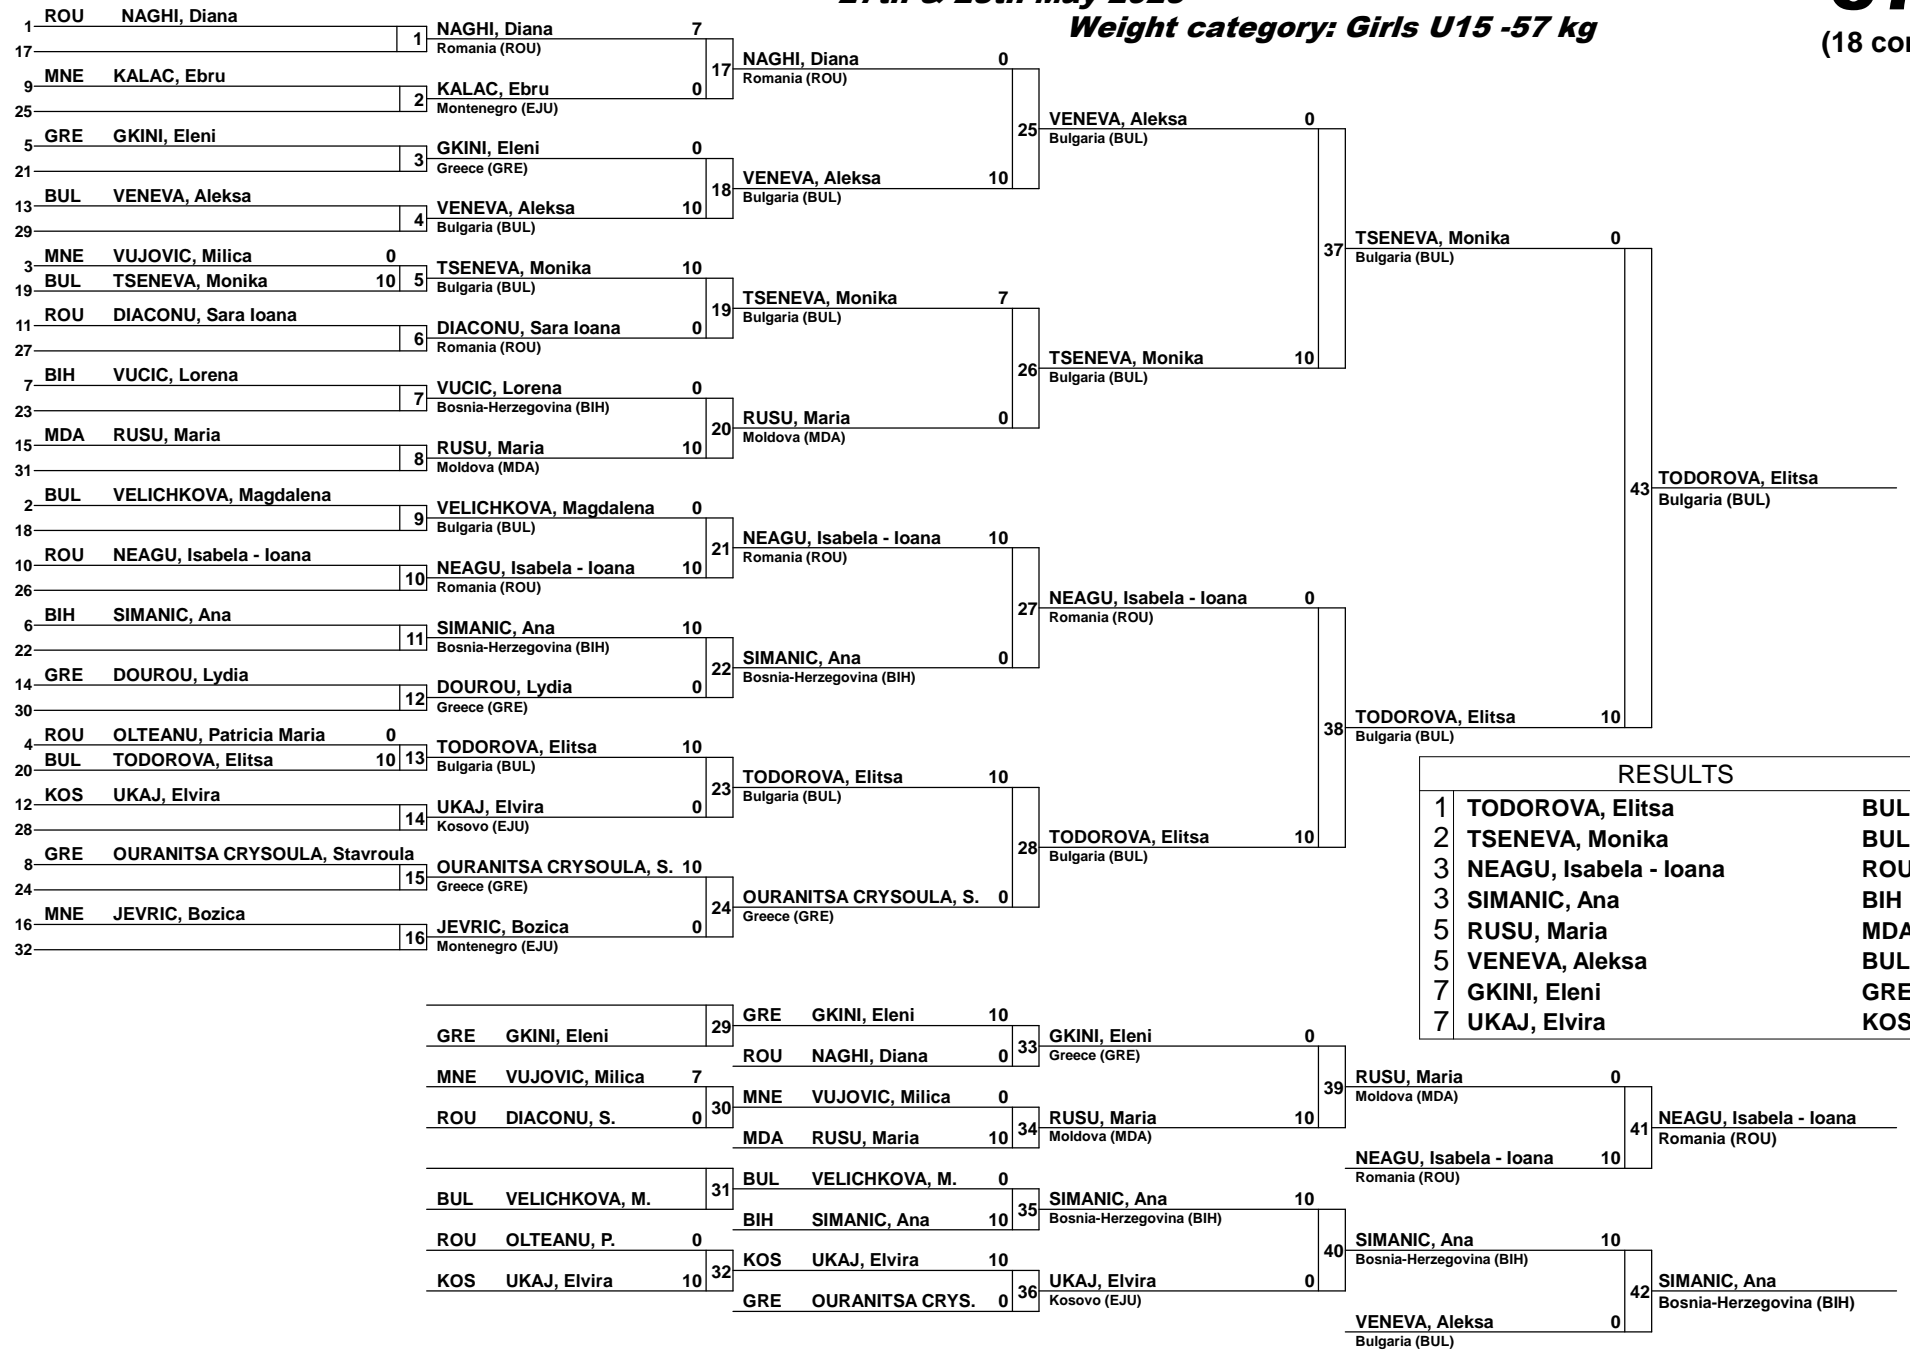 Weight category: Girls U15 -57 kg
(18
1 ROU NAGHI, Diana
17
1
9 MNE KALAC, Ebru
25
2
5 GRE GKINI, Eleni
21
3
13 BUL VENEVA, Aleksa
29
4
3 MNE VUJOVIC, Milica 0
19 BUL TSENEVA, Monika 10
5
11 ROU DIACONU, Sara Ioana
27
6
7 BIH VUCIC, Lorena
23
7
15 MDA RUSU, Maria
31
8
2 BUL VELICHKOVA, Magdalena
18
9
10 ROU NEAGU, Isabela - Ioana
26
10
6 BIH SIMANIC, Ana
22
11
14 GRE DOUROU, Lydia
30
12
4 ROU OLTEANU, Patricia Maria 0
20 BUL TODOROVA, Elitsa 10
13
12 KOS UKAJ, Elvira
28
14
8 GRE OURANITSA CRYSOULA, Stavroula
24
15
16 MNE JEVRIC, Bozica
32
16
NAGHI, Diana 7
Romania (ROU)
17
KALAC, Ebru 0
Montenegro (EJU)
GKINI, Eleni 0
Greece (GRE)
18
VENEVA, Aleksa 10
Bulgaria (BUL)
TSENEVA, Monika 10
Bulgaria (BUL)
19
DIACONU, Sara Ioana 0
Romania (ROU)
VUCIC, Lorena 0
Bosnia-Herzegovina (BIH)
20
RUSU, Maria 10
Moldova (MDA)
VELICHKOVA, Magdalena 0
Bulgaria (BUL)
21
NEAGU, Isabela - Ioana 10
Romania (ROU)
SIMANIC, Ana 10
Bosnia-Herzegovina (BIH)
22
DOUROU, Lydia 0
Greece (GRE)
TODOROVA, Elitsa 10
Bulgaria (BUL)
23
UKAJ, Elvira 0
Kosovo (EJU)
OURANITSA CRYSOULA, S. 10
Greece (GRE)
24
JEVRIC, Bozica 0
Montenegro (EJU)
NAGHI, Diana 0
Romania (ROU)
25
VENEVA, Aleksa 10
Bulgaria (BUL)
TSENEVA, Monika 7
Bulgaria (BUL)
26
RUSU, Maria 0
Moldova (MDA)
NEAGU, Isabela - Ioana 10
Romania (ROU)
27
SIMANIC, Ana 0
Bosnia-Herzegovina (BIH)
TODOROVA, Elitsa 10
Bulgaria (BUL)
28
OURANITSA CRYSOULA, S. 0
Greece (GRE)
VENEVA, Aleksa 0
Bulgaria (BUL)
37
TSENEVA, Monika 10
Bulgaria (BUL)
NEAGU, Isabela - Ioana 0
Romania (ROU)
38
TODOROVA, Elitsa 10
Bulgaria (BUL)
TSENEVA, Monika 0
Bulgaria (BUL)
43
TODOROVA, Elitsa 10
Bulgaria (BUL)
TODOROVA, Elitsa
Bulgaria (BUL)
RESULTS
1 TODOROVA, Elitsa BUL
2 TSENEVA, Monika BUL
3 NEAGU, Isabela - Ioana ROU
3 SIMANIC, Ana BIH
5 RUSU, Maria MDA
5 VENEVA, Aleksa BUL
7 GKINI, Eleni GRE
7 UKAJ, Elvira KOS
29
GRE GKINI, Eleni
MNE VUJOVIC, Milica 7
30
ROU DIACONU, S. 0
31
BUL VELICHKOVA, M.
ROU OLTEANU, P. 0
32
KOS UKAJ, Elvira 10
GRE GKINI, Eleni 10
33
ROU NAGHI, Diana 0
MNE VUJOVIC, Milica 0
34
MDA RUSU, Maria 10
BUL VELICHKOVA, M. 0
35
BIH SIMANIC, Ana 10
KOS UKAJ, Elvira 10
36
GRE OURANITSA CRYS. 0
GKINI, Eleni 0
Greece (GRE)
39
RUSU, Maria 10
Moldova (MDA)
SIMANIC, Ana 10
Bosnia-Herzegovina (BIH)
40
UKAJ, Elvira 0
Kosovo (EJU)
RUSU, Maria 0
Moldova (MDA)
41
NEAGU, Isabela - Ioana 10
Romania (ROU)
SIMANIC, Ana 10
Bosnia-Herzegovina (BIH)
42
VENEVA, Aleksa 0
Bulgaria (BUL)
NEAGU, Isabela - Ioana
Romania (ROU)
SIMANIC, Ana
Bosnia-Herzegovina (BIH)